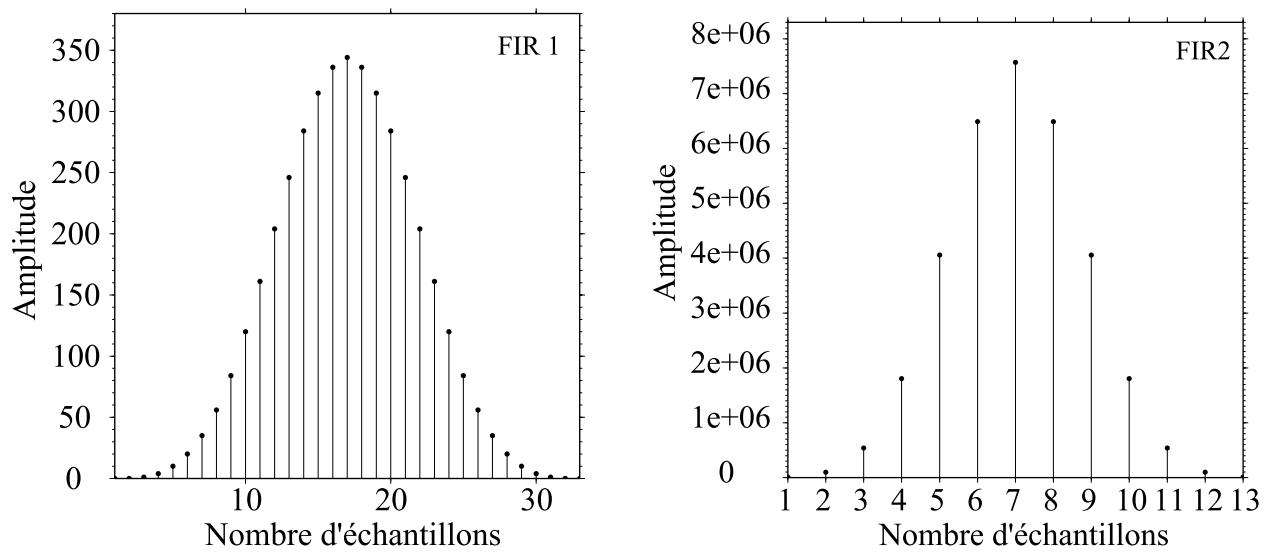 FIR 1
Amplitude
350
300
250
200
150
100
50
0
10 20 30
Nombre d'échantillons
FIR2
Amplitude
8e+06
7e+06
6e+06
5e+06
4e+06
3e+06
2e+06
1e+06
0
1 2 3 4 5 6 7 8 9 10 11 12 13
Nombre d'échantillons